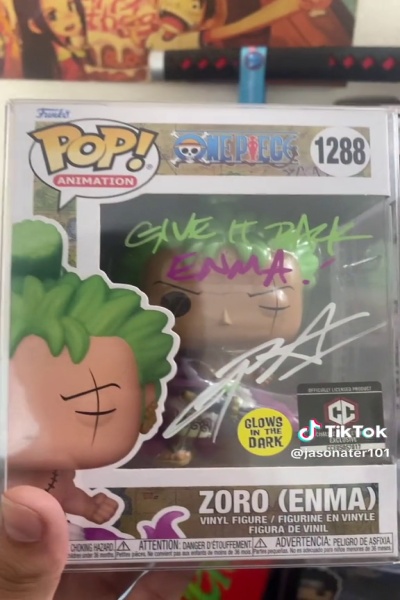 Funko
POP!
ANIMATION
ONE PIECE
1288
GIVE IT BACK
ENMA!
GLOWS
IN THE
DARK
OFFICIALLY LICENSED PRODUCT
CC
EXCLUSIVE
TikTok
@jasonater101
ZORO (ENMA)
VINYL FIGURE / FIGURINE EN VINYLE
FIGURA DE VINIL
CHOKING HAZARD. ATTENTION: DANGER D'ÉTOUFFEMENT ADVERTENCIA: PELIGRO DE ASFIXIA.